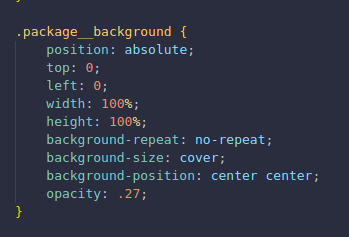 .package__background {
position: absolute;
top: 0;
left: 0;
width: 100%;
height: 100%;
background-repeat: no-repeat;
background-size: cover;
background-position: center center;
opacity: .27;
}